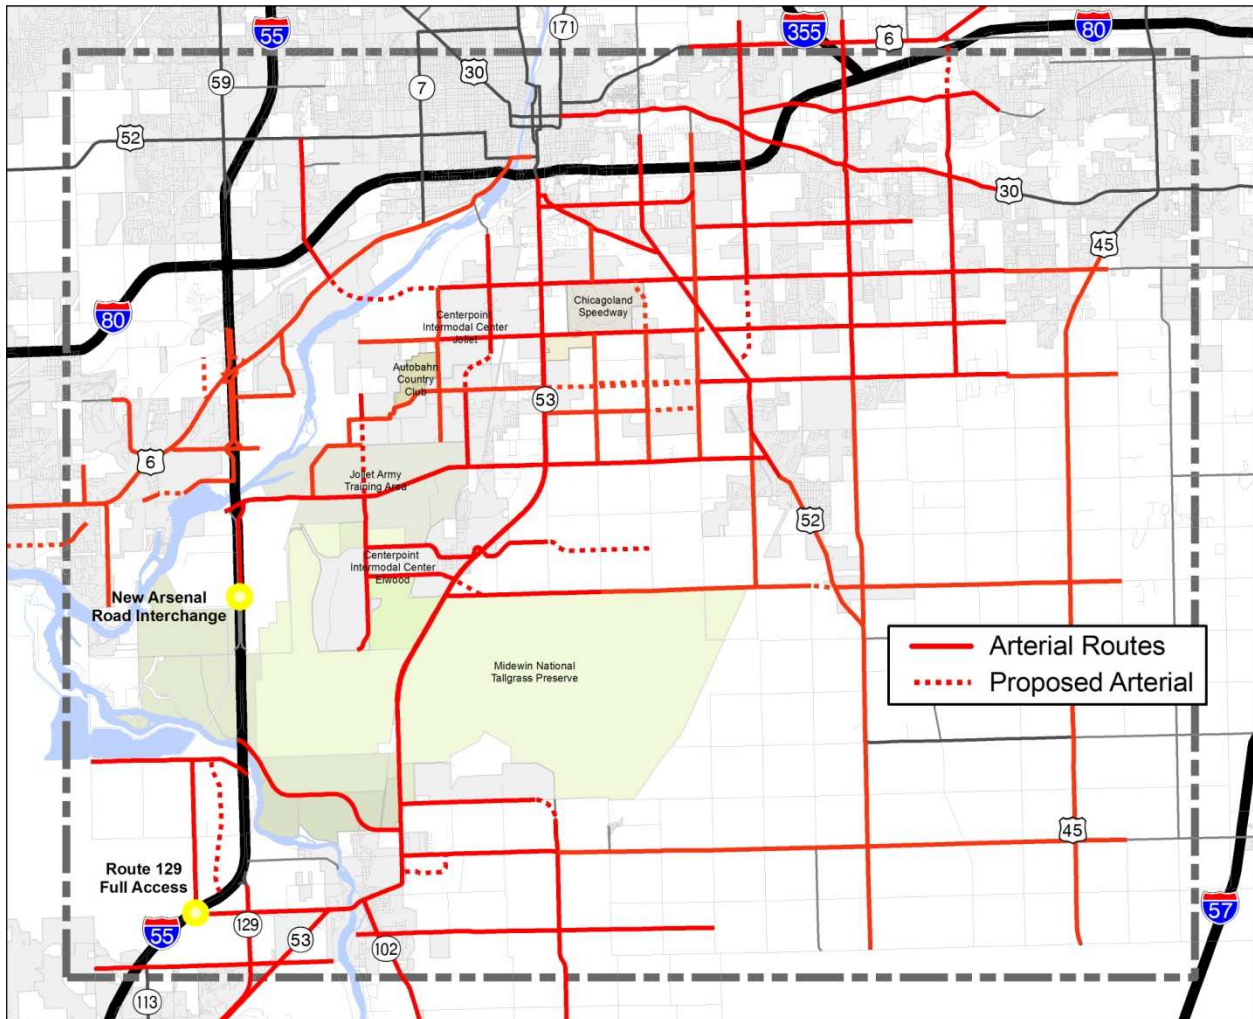 55
171
355
6
80
59
7
30
52
30
45
80
Chicagoland
Speedway
Centerpoint
Intermodal Center
Joliet
Autobahn
Country
Club
53
6
Joliet Army
Training Area
52
Centerpoint
Intermodal Center
Elwood
New Arsenal
Road Interchange
Arterial Routes
Proposed Arterial
Midewin National
Tallgrass Preserve
45
Route 129
Full Access
57
55
129
53
102
113